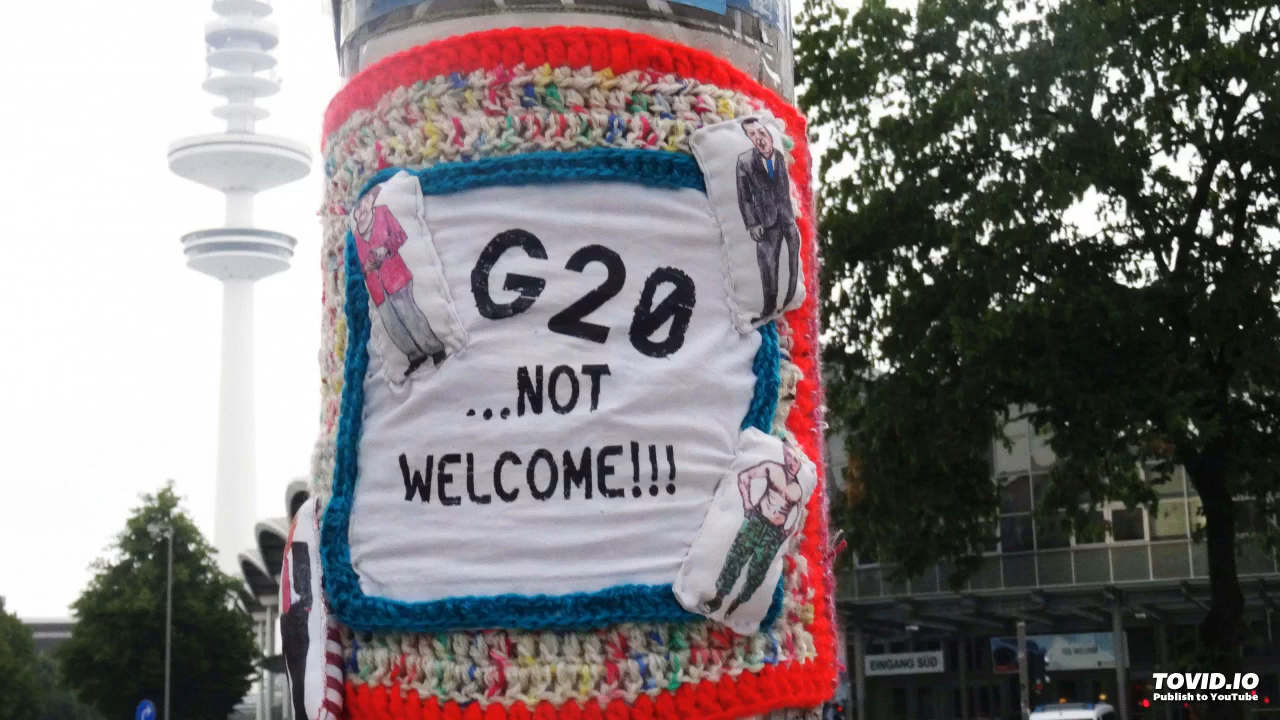 G20
...NOT
WELCOME!!!
EINGANG SÜD
TOVID.IO
Publish to YouTube